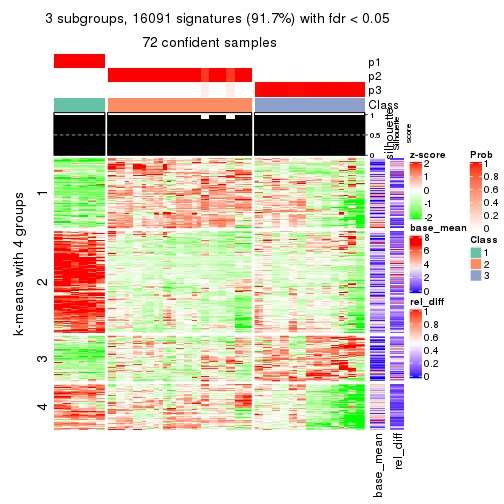 3 subgroups, 16091 signatures (91.7%) with fdr < 0.05
72 confident samples
p1
p2
p3
Class
1
0.5
0
silhouette
Silhouette
score
k-means with 4 groups
1
2
3
4
base_mean
rel_diff
z-score
2
1
0
-1
-2
base_mean
8
6
4
2
0
rel_diff
1
0.8
0.6
0.4
0.2
0
Prob
1
0.8
0.6
0.4
0.2
0
Class
1
2
3